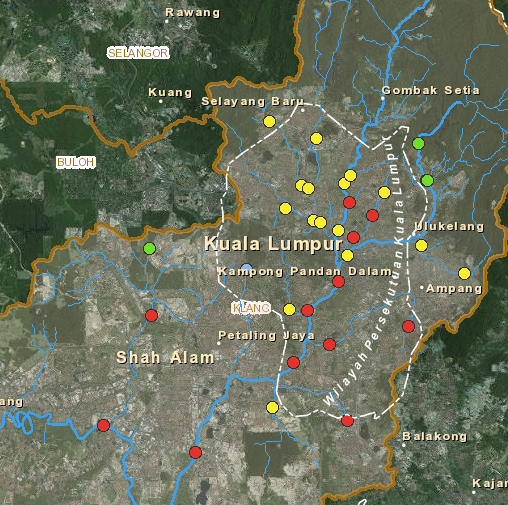 Rawang
SELANGOR
Kuang
Gombak Setia
Selayang Baru
BULOH
Ulukelang
Kuala Lumpur
Kampong Pandan Dalam
Wilayah Persekutuan Kuala Lumpur
Ampang
KLANG
Petaling Jaya
Shah Alam
ang
Balakong
Kajan